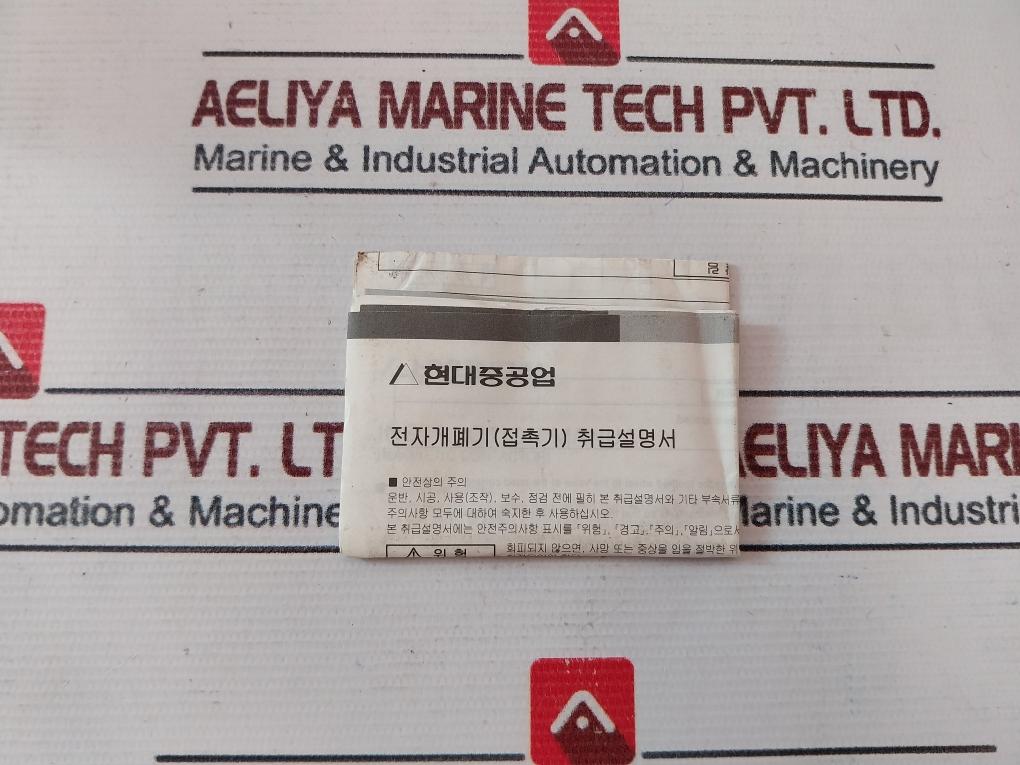 AELIYA MARINE TECH PVT. LTD.
Marine & Industrial Automation & Machinery
현대중공업
전자개폐기(접촉기) 취급설명서
■ 안전상의 주의
운반, 시공, 사용(조작), 보수, 점검 전에 필히 본 취급설명서와 기타 부속서류
주의사항 모두에 대하여 숙지한 후 사용하십시오.
본 취급설명서에는 안전주의사항 표시를 「위험」, 「경고」, 「주의」, 「알림」으로
위 험
회피되지 않으면, 사망 또는 중상을 입을 절박한 위
TECH PVT. LT
omation & Machine
AELIYA MARI
Marine & Industri